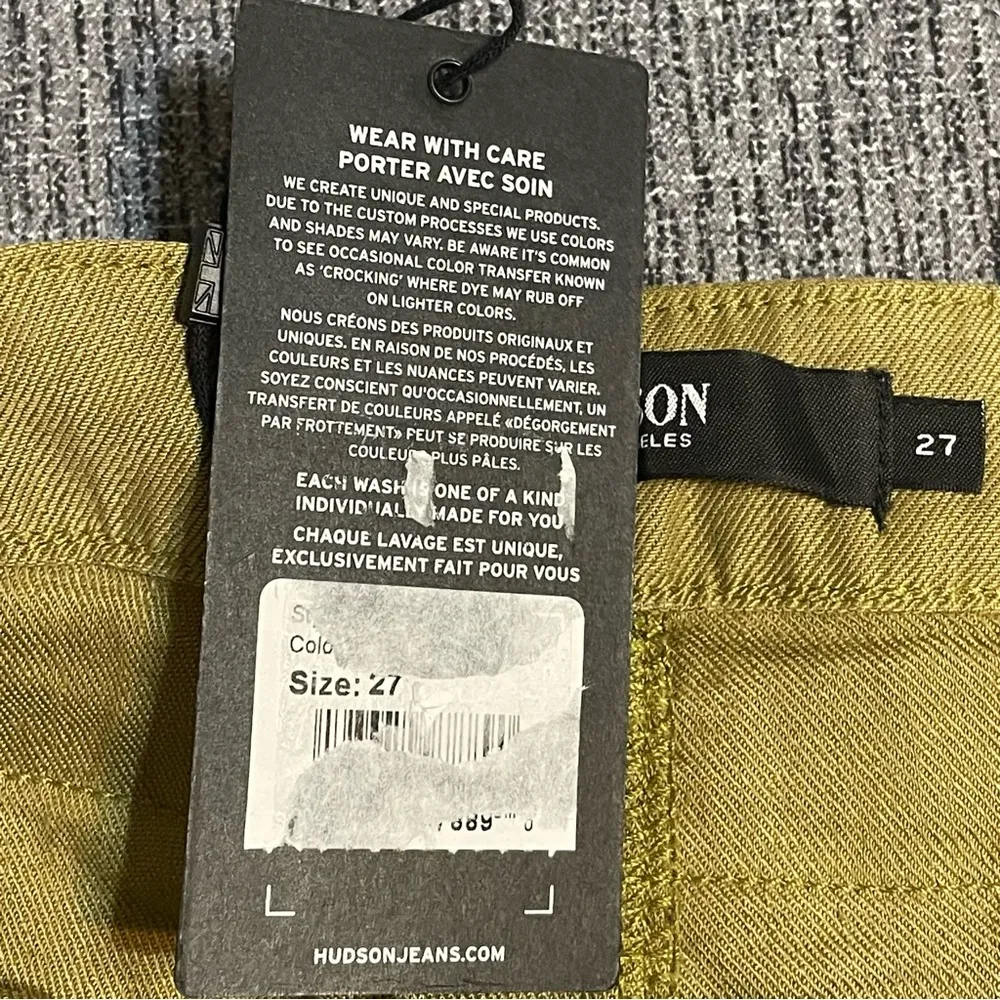 WEAR WITH CARE
PORTER AVEC SOIN
WE CREATE UNIQUE AND SPECIAL PRODUCTS.
DUE TO THE CUSTOM PROCESSES WE USE COLORS
AND SHADES MAY VARY. BE AWARE IT'S COMMON
TO SEE OCCASIONAL COLOR TRANSFER KNOWN
AS 'CROCKING' WHERE DYE MAY RUB OFF
ON LIGHTER COLORS.
NOUS CRÉONS DES PRODUITS ORIGINAUX ET
UNIQUES. EN RAISON DE NOS PROCÉDÉS, LES
COULEURS ET LES NUANCES PEUVENT VARIER.
SOYEZ CONSCIENT QU'OCCASIONNELLEMENT, UN
TRANSFERT DE COULEURS APPELÉ «DÉGORGEMENT
PAR FROTTEMENT» PEUT SE PRODUIRE SUR LES
COULEU PLUS PÂLES.
EACH WASH ONE OF A KIND
INDIVIDUAL MADE FOR YOU
CHAQUE LAVAGE EST UNIQUE,
EXCLUSIVEMENT FAIT POUR VOUS
Colo
Size: 27
HUDSONJEANS.COM
SON
ELES
27